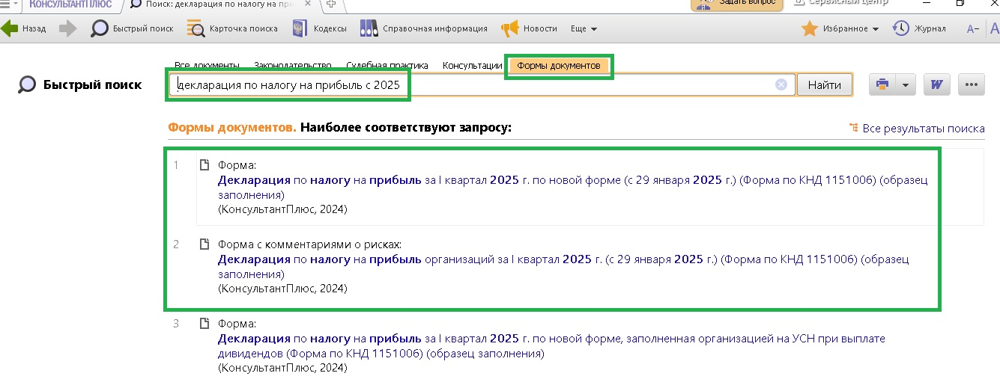 КОНСУЛЬТАНТПЛЮС
Поиск: декларация по налогу на при
Задать вопрос
Сервисный центр
Назад
Быстрый поиск
Карточка поиска
Кодексы
Справочная информация
Новости
Еще
Избранное
Журнал
А−
А
Все документы
Законодательство
Судебная практика
Консультации
Формы документов
Быстрый поиск
декларация по налогу на прибыль с 2025
Найти
W
Формы документов. Наиболее соответствуют запросу:
Все результаты поиска
1
Форма:
Декларация по налогу на прибыль за I квартал 2025 г. по новой форме (с 29 января 2025 г.) (Форма по КНД 1151006) (образец
заполнения)
(КонсультантПлюс, 2024)
2
Форма с комментариями о рисках:
Декларация по налогу на прибыль организаций за I квартал 2025 г. (с 29 января 2025 г.) (Форма по КНД 1151006) (образец
заполнения)
(КонсультантПлюс, 2024)
3
Форма:
Декларация по налогу на прибыль за I квартал 2025 г. по новой форме, заполненная организацией на УСН при выплате
дивидендов (Форма по КНД 1151006) (образец заполнения)
(КонсультантПлюс, 2024)